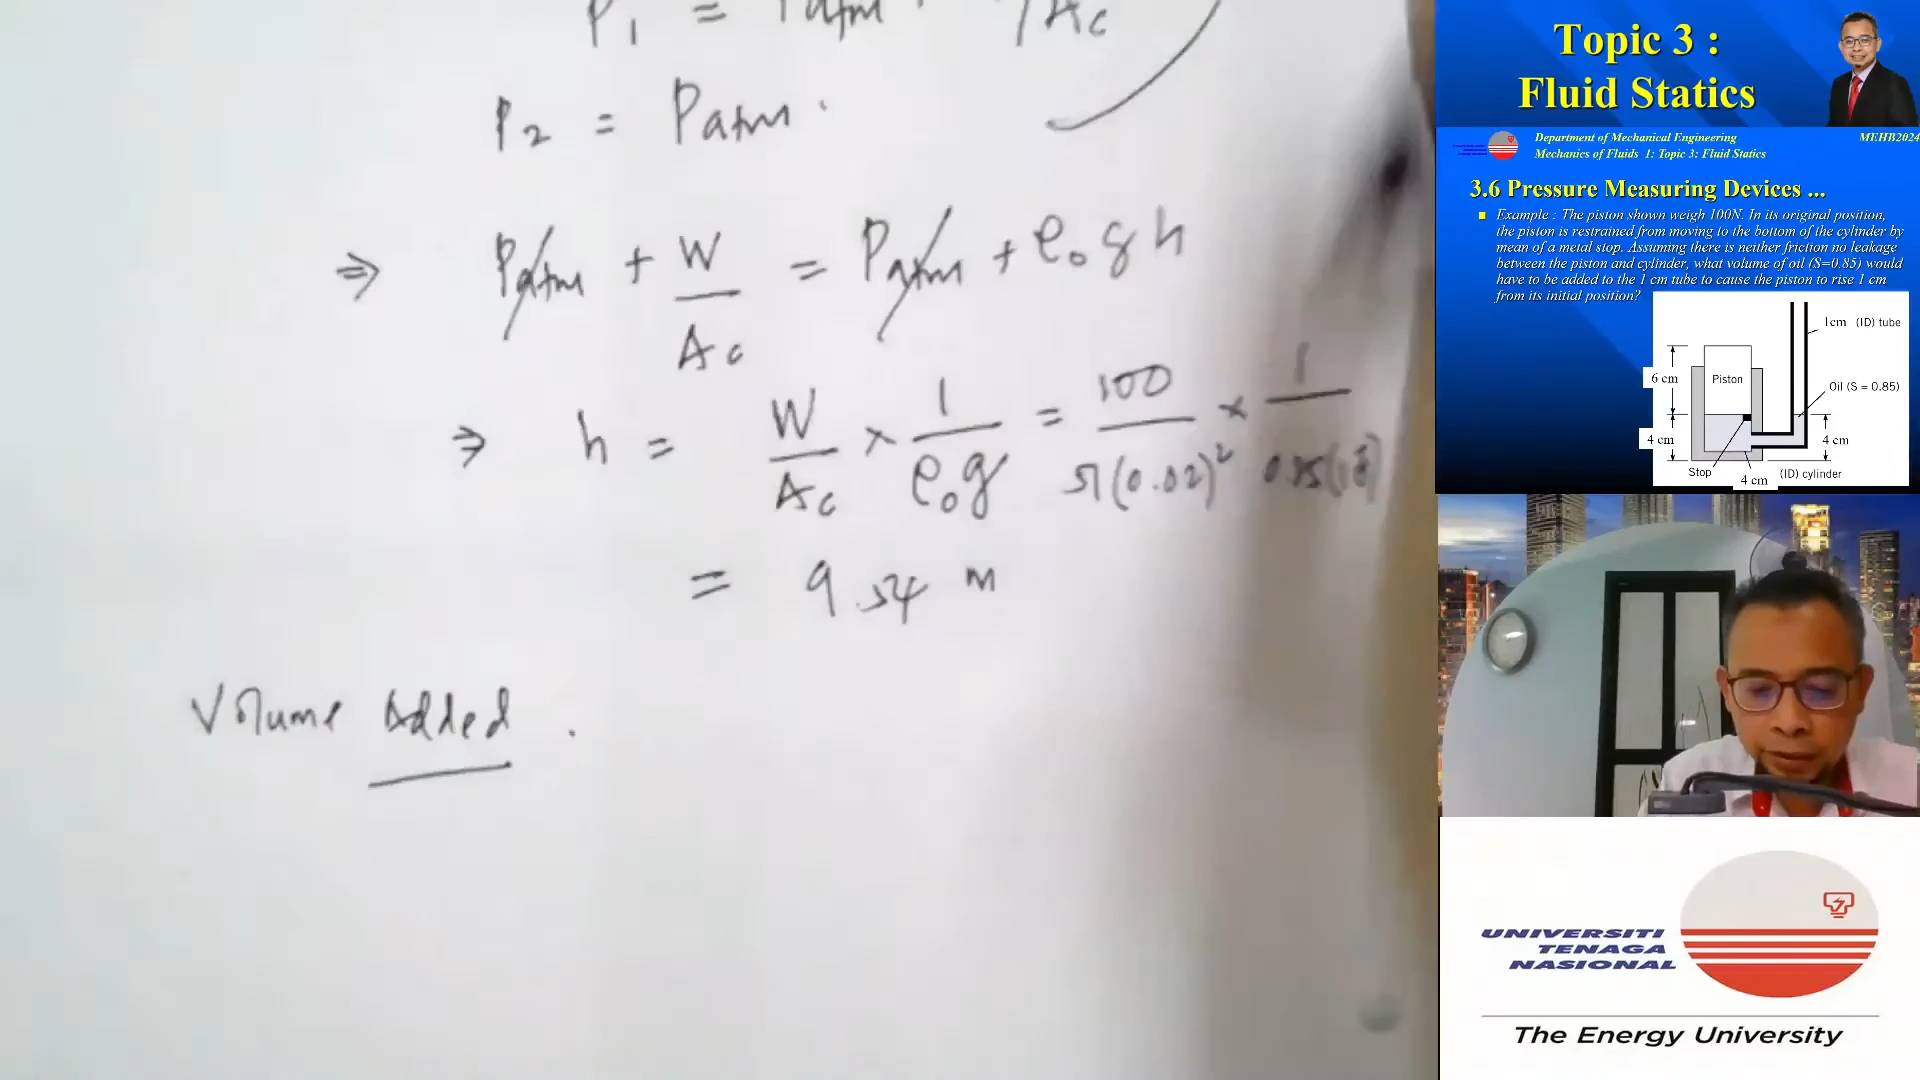 P₁ = Patm + W/Ac
P₂ = Patm.
⇒ Patm + W/Ac = Patm + ρ₀gh
⇒ h = W/Ac × 1/ρ₀g = 100/π(0.02)² × 1/
= 9.54 m
Volume Added .
Topic 3 :
Fluid Statics
Department of Mechanical Engineering MEHB2024
Mechanics of Fluids 1: Topic 3: Fluid Statics
3.6 Pressure Measuring Devices ...
Example : The piston shown weigh 100N. In its original position,
the piston is restrained from moving to the bottom of the cylinder by
mean of a metal stop. Assuming there is neither friction no leakage
between the piston and cylinder, what volume of oil (S=0.85) would
have to be added to the 1 cm tube to cause the piston to rise 1 cm
from its initial position?
1cm (ID) tube
6 cm
Piston
Oil (S = 0.85)
4 cm
4 cm
Stop
4 cm
(ID) cylinder
UNIVERSITI
TENAGA
NASIONAL
The Energy University